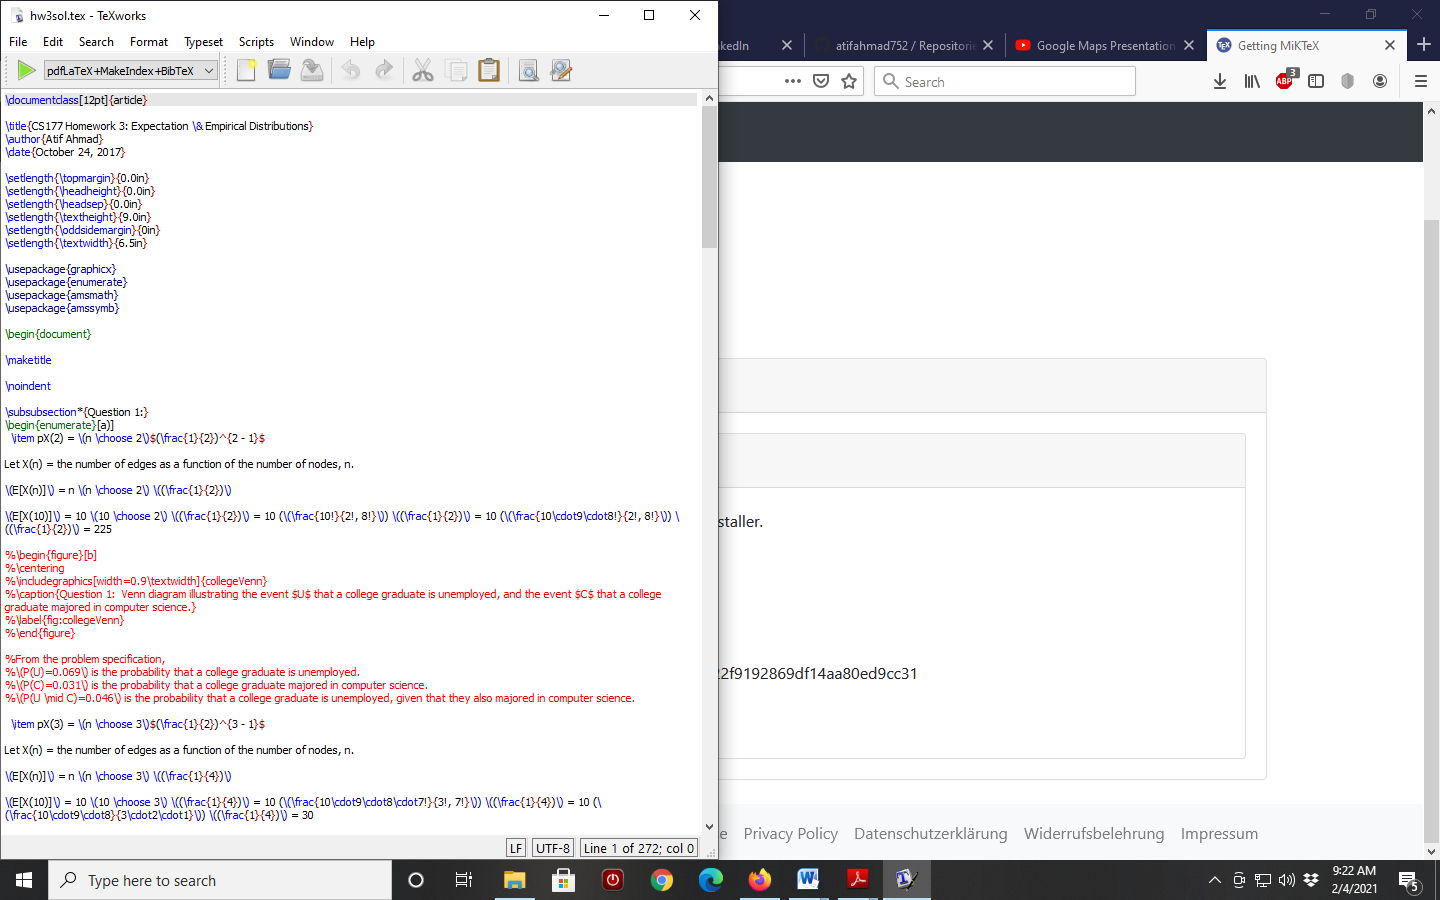 hw3sol.tex - TeXworks
File Edit Search Format Typeset Scripts Window Help
pdfLaTeX+MakeIndex+BibTeX
\documentclass[12pt]{article}
\title{CS177 Homework 3: Expectation \& Empirical Distributions}
\author{Atif Ahmad}
\date{October 24, 2017}
\setlength{\topmargin}{0.0in}
\setlength{\headheight}{0.0in}
\setlength{\headsep}{0.0in}
\setlength{\textheight}{9.0in}
\setlength{\oddsidemargin}{0in}
\setlength{\textwidth}{6.5in}
\usepackage{graphicx}
\usepackage{enumerate}
\usepackage{amsmath}
\usepackage{amssymb}
\begin{document}
\maketitle
\noindent
\subsubsection*{Question 1:}
\begin{enumerate}[a)]
\item pX(2) = \(n \choose 2\)$(\frac{1}{2})^{2 - 1}$
Let X(n) = the number of edges as a function of the number of nodes, n.
\(E[X(n)]\) = n \(n \choose 2\) \((\frac{1}{2})\)
\(E[X(10)]\) = 10 \(10 \choose 2\) \((\frac{1}{2})\) = 10 (\(\frac{10!}{2!, 8!}\)) \((\frac{1}{2})\) = 10 (\(\frac{10\cdot9\cdot8!}{2!, 8!}\)) \
((\frac{1}{2})\) = 225
%\begin{figure}[b]
%\centering
%\includegraphics[width=0.9\textwidth]{collegeVenn}
%\caption{Question 1:  Venn diagram illustrating the event $U$ that a college graduate is unemployed, and the event $C$ that a college
graduate majored in computer science.}
%\label{fig:collegeVenn}
%\end{figure}
%From the problem specification,
%\(P(U)=0.069\) is the probability that a college graduate is unemployed.
%\(P(C)=0.031\) is the probability that a college graduate majored in computer science.
%\(P(U \mid C)=0.046\) is the probability that a college graduate is unemployed, given that they also majored in computer science.
\item pX(3) = \(n \choose 3\)$(\frac{1}{2})^{3 - 1}$
Let X(n) = the number of edges as a function of the number of nodes, n.
\(E[X(n)]\) = n \(n \choose 3\) \((\frac{1}{4})\)
\(E[X(10)]\) = 10 \(10 \choose 3\) \((\frac{1}{4})\) = 10 (\(\frac{10\cdot9\cdot8\cdot7!}{3!, 7!}\)) \((\frac{1}{4})\) = 10 (\
(\frac{10\cdot9\cdot8}{3\cdot2\cdot1}\)) \((\frac{1}{4})\) = 30
LF UTF-8 Line 1 of 272; col 0
nkedIn atifahmad752 / Repositorie Google Maps Presentation Getting MiKTeX
Search
ABP 3
staller.
22f9192869df14aa80ed9cc31
e Privacy Policy Datenschutzerklärung Widerrufsbelehrung Impressum
Type here to search
9:22 AM
2/4/2021
5